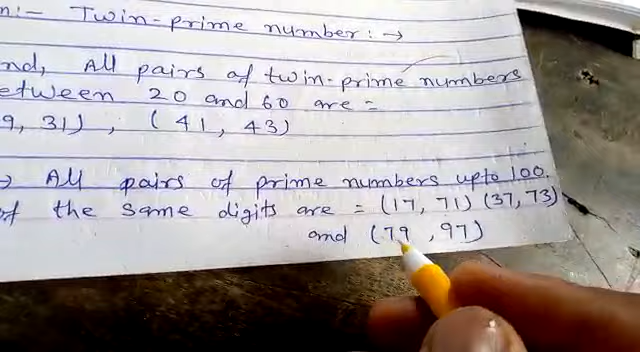 n:- Twin-prime number:→
nd, All pairs of twin-prime numbers
etween 20 and 60 are =
9, 31), (41, 43)
→ All pairs of prime numbers upto 100.
of the same digits are = (17, 71) (37, 73)
and (79, 97)